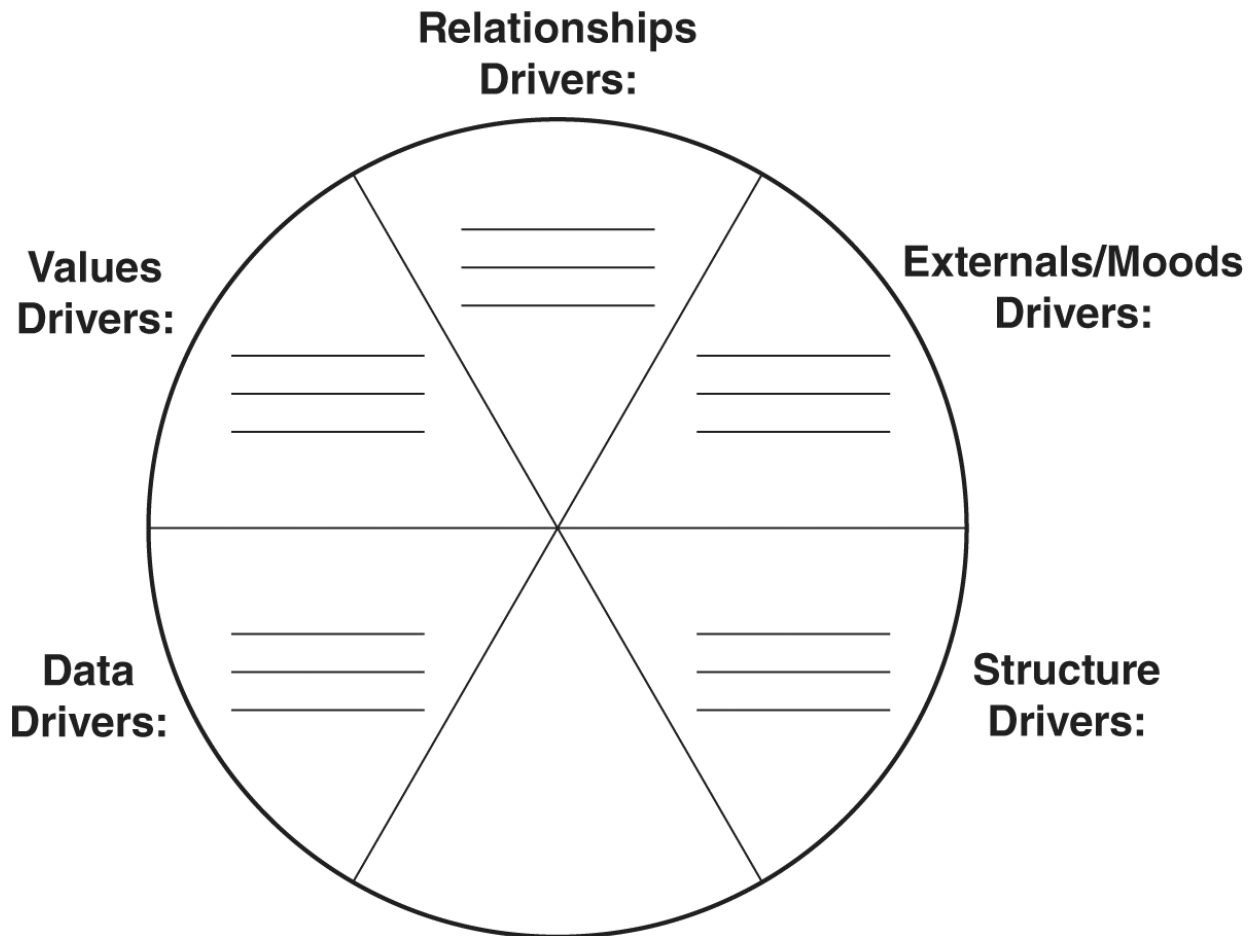 Relationships
Drivers:
Values
Drivers:
Externals/Moods
Drivers:
Data
Drivers:
Structure
Drivers: